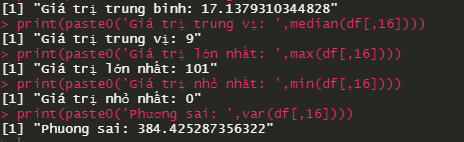 [1] "Giá trị trung bình: 17.1379310344828"
> print(paste0('Giá trị trung vị: ',median(df[,16])))
[1] "Giá trị trung vị: 9"
> print(paste0('Giá trị lớn nhất: ',max(df[,16])))
[1] "Giá trị lớn nhất: 101"
> print(paste0('Giá trị nhỏ nhất: ',min(df[,16])))
[1] "Giá trị nhỏ nhất: 0"
> print(paste0('Phương sai: ',var(df[,16])))
[1] "Phuong sai: 384.425287356322"